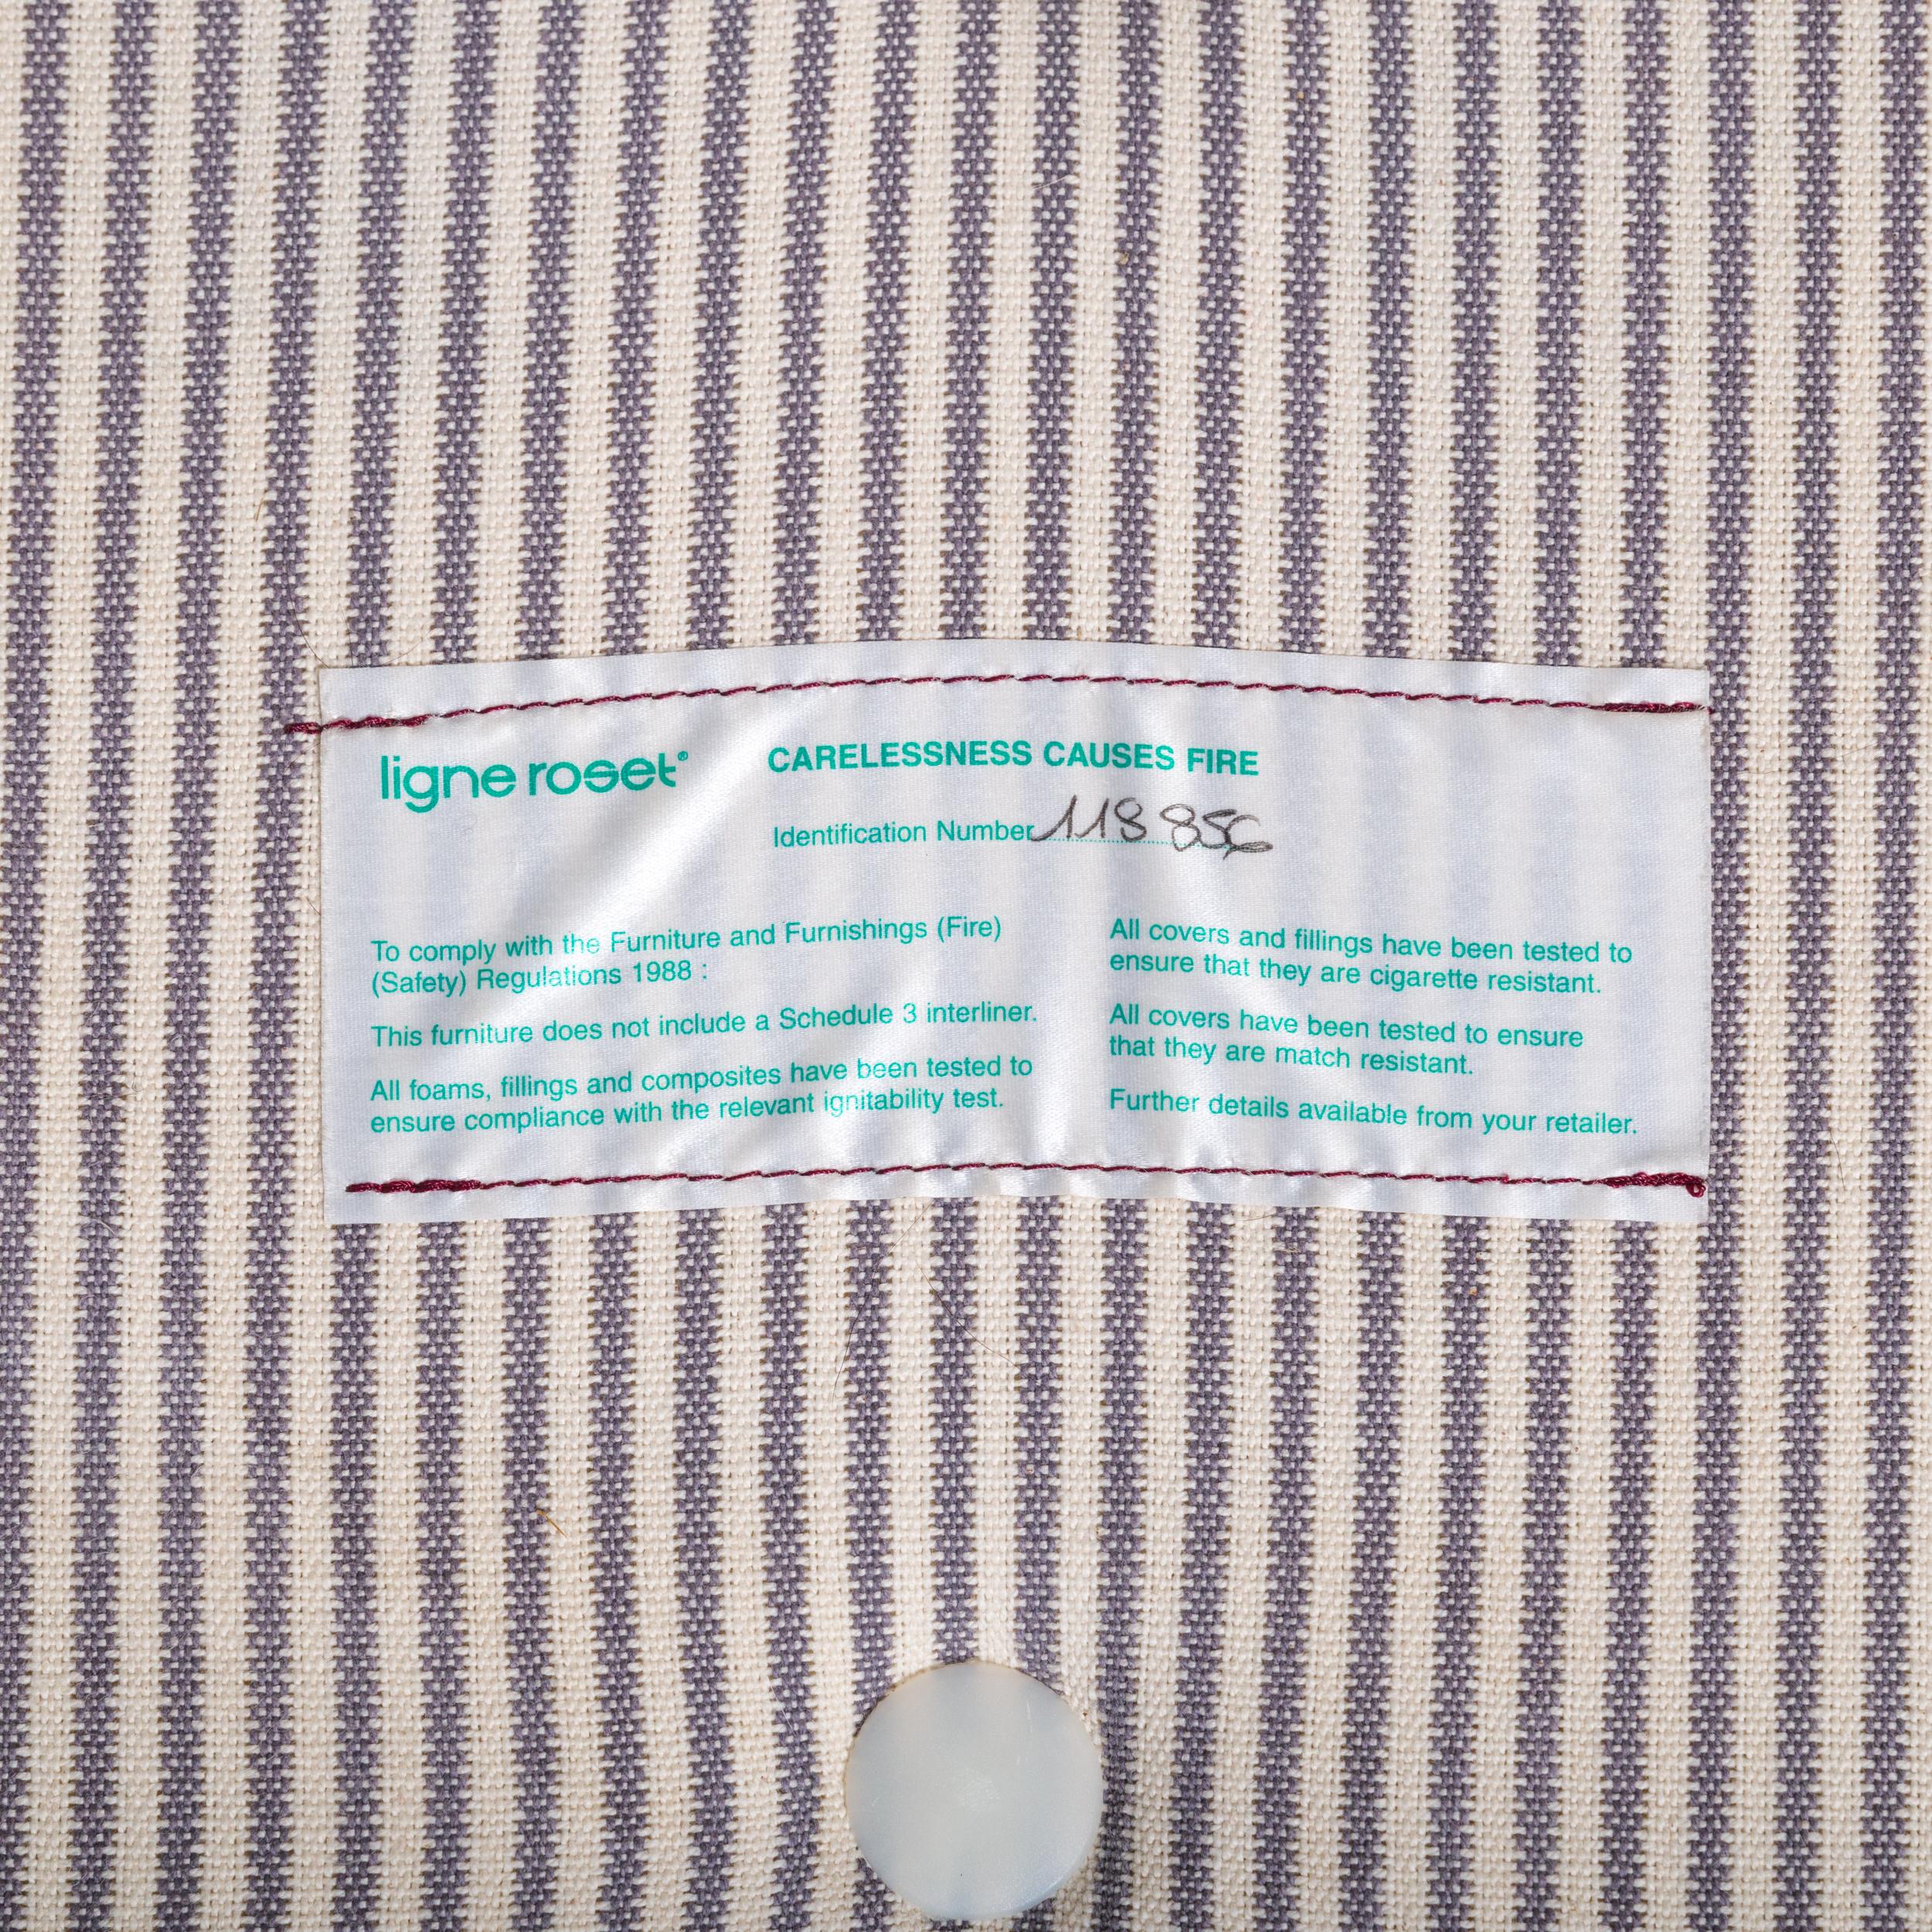 ligne roset®
CARELESSNESS CAUSES FIRE
Identification Number 118 856
To comply with the Furniture and Furnishings (Fire)
(Safety) Regulations 1988 :
This furniture does not include a Schedule 3 interliner.
All foams, fillings and composites have been tested to
ensure compliance with the relevant ignitability test.
All covers and fillings have been tested to
ensure that they are cigarette resistant.
All covers have been tested to ensure
that they are match resistant.
Further details available from your retailer.